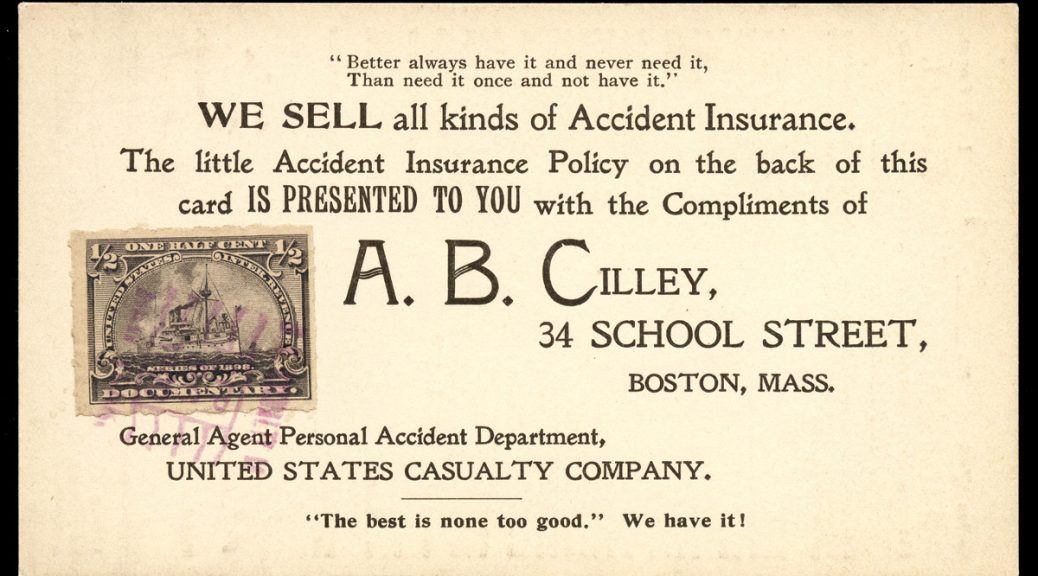 “Better always have it and never need it,
Than need it once and not have it.”
WE SELL all kinds of Accident Insurance.
The little Accident Insurance Policy on the back of this
card IS PRESENTED TO YOU with the Compliments of
1/2 ONE HALF CENT 1/2
UNITED STATES INTER. REVENUE
SERIES OF 1898.
DOCUMENTARY.
A. B. CILLEY,
34 SCHOOL STREET,
BOSTON, MASS.
General Agent Personal Accident Department,
UNITED STATES CASUALTY COMPANY.
“The best is none too good.” We have it!